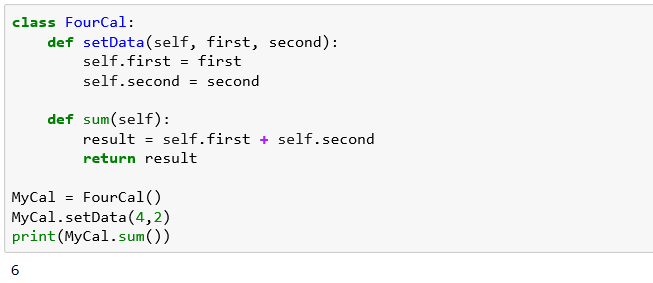 class FourCal:
    def setData(self, first, second):
        self.first = first
        self.second = second

    def sum(self):
        result = self.first + self.second
        return result

MyCal = FourCal()
MyCal.setData(4,2)
print(MyCal.sum())
6